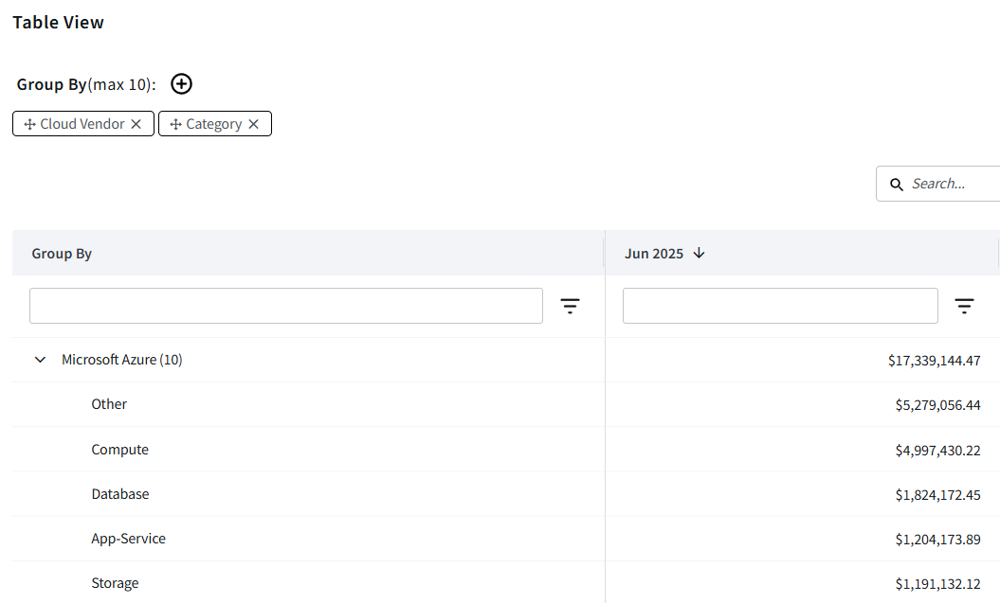 Table View
Group By(max 10):
Cloud Vendor Category
Search...
Group By Jun 2025
Microsoft Azure (10) $17,339,144.47
Other $5,279,056.44
Compute $4,997,430.22
Database $1,824,172.45
App-Service $1,204,173.89
Storage $1,191,132.12